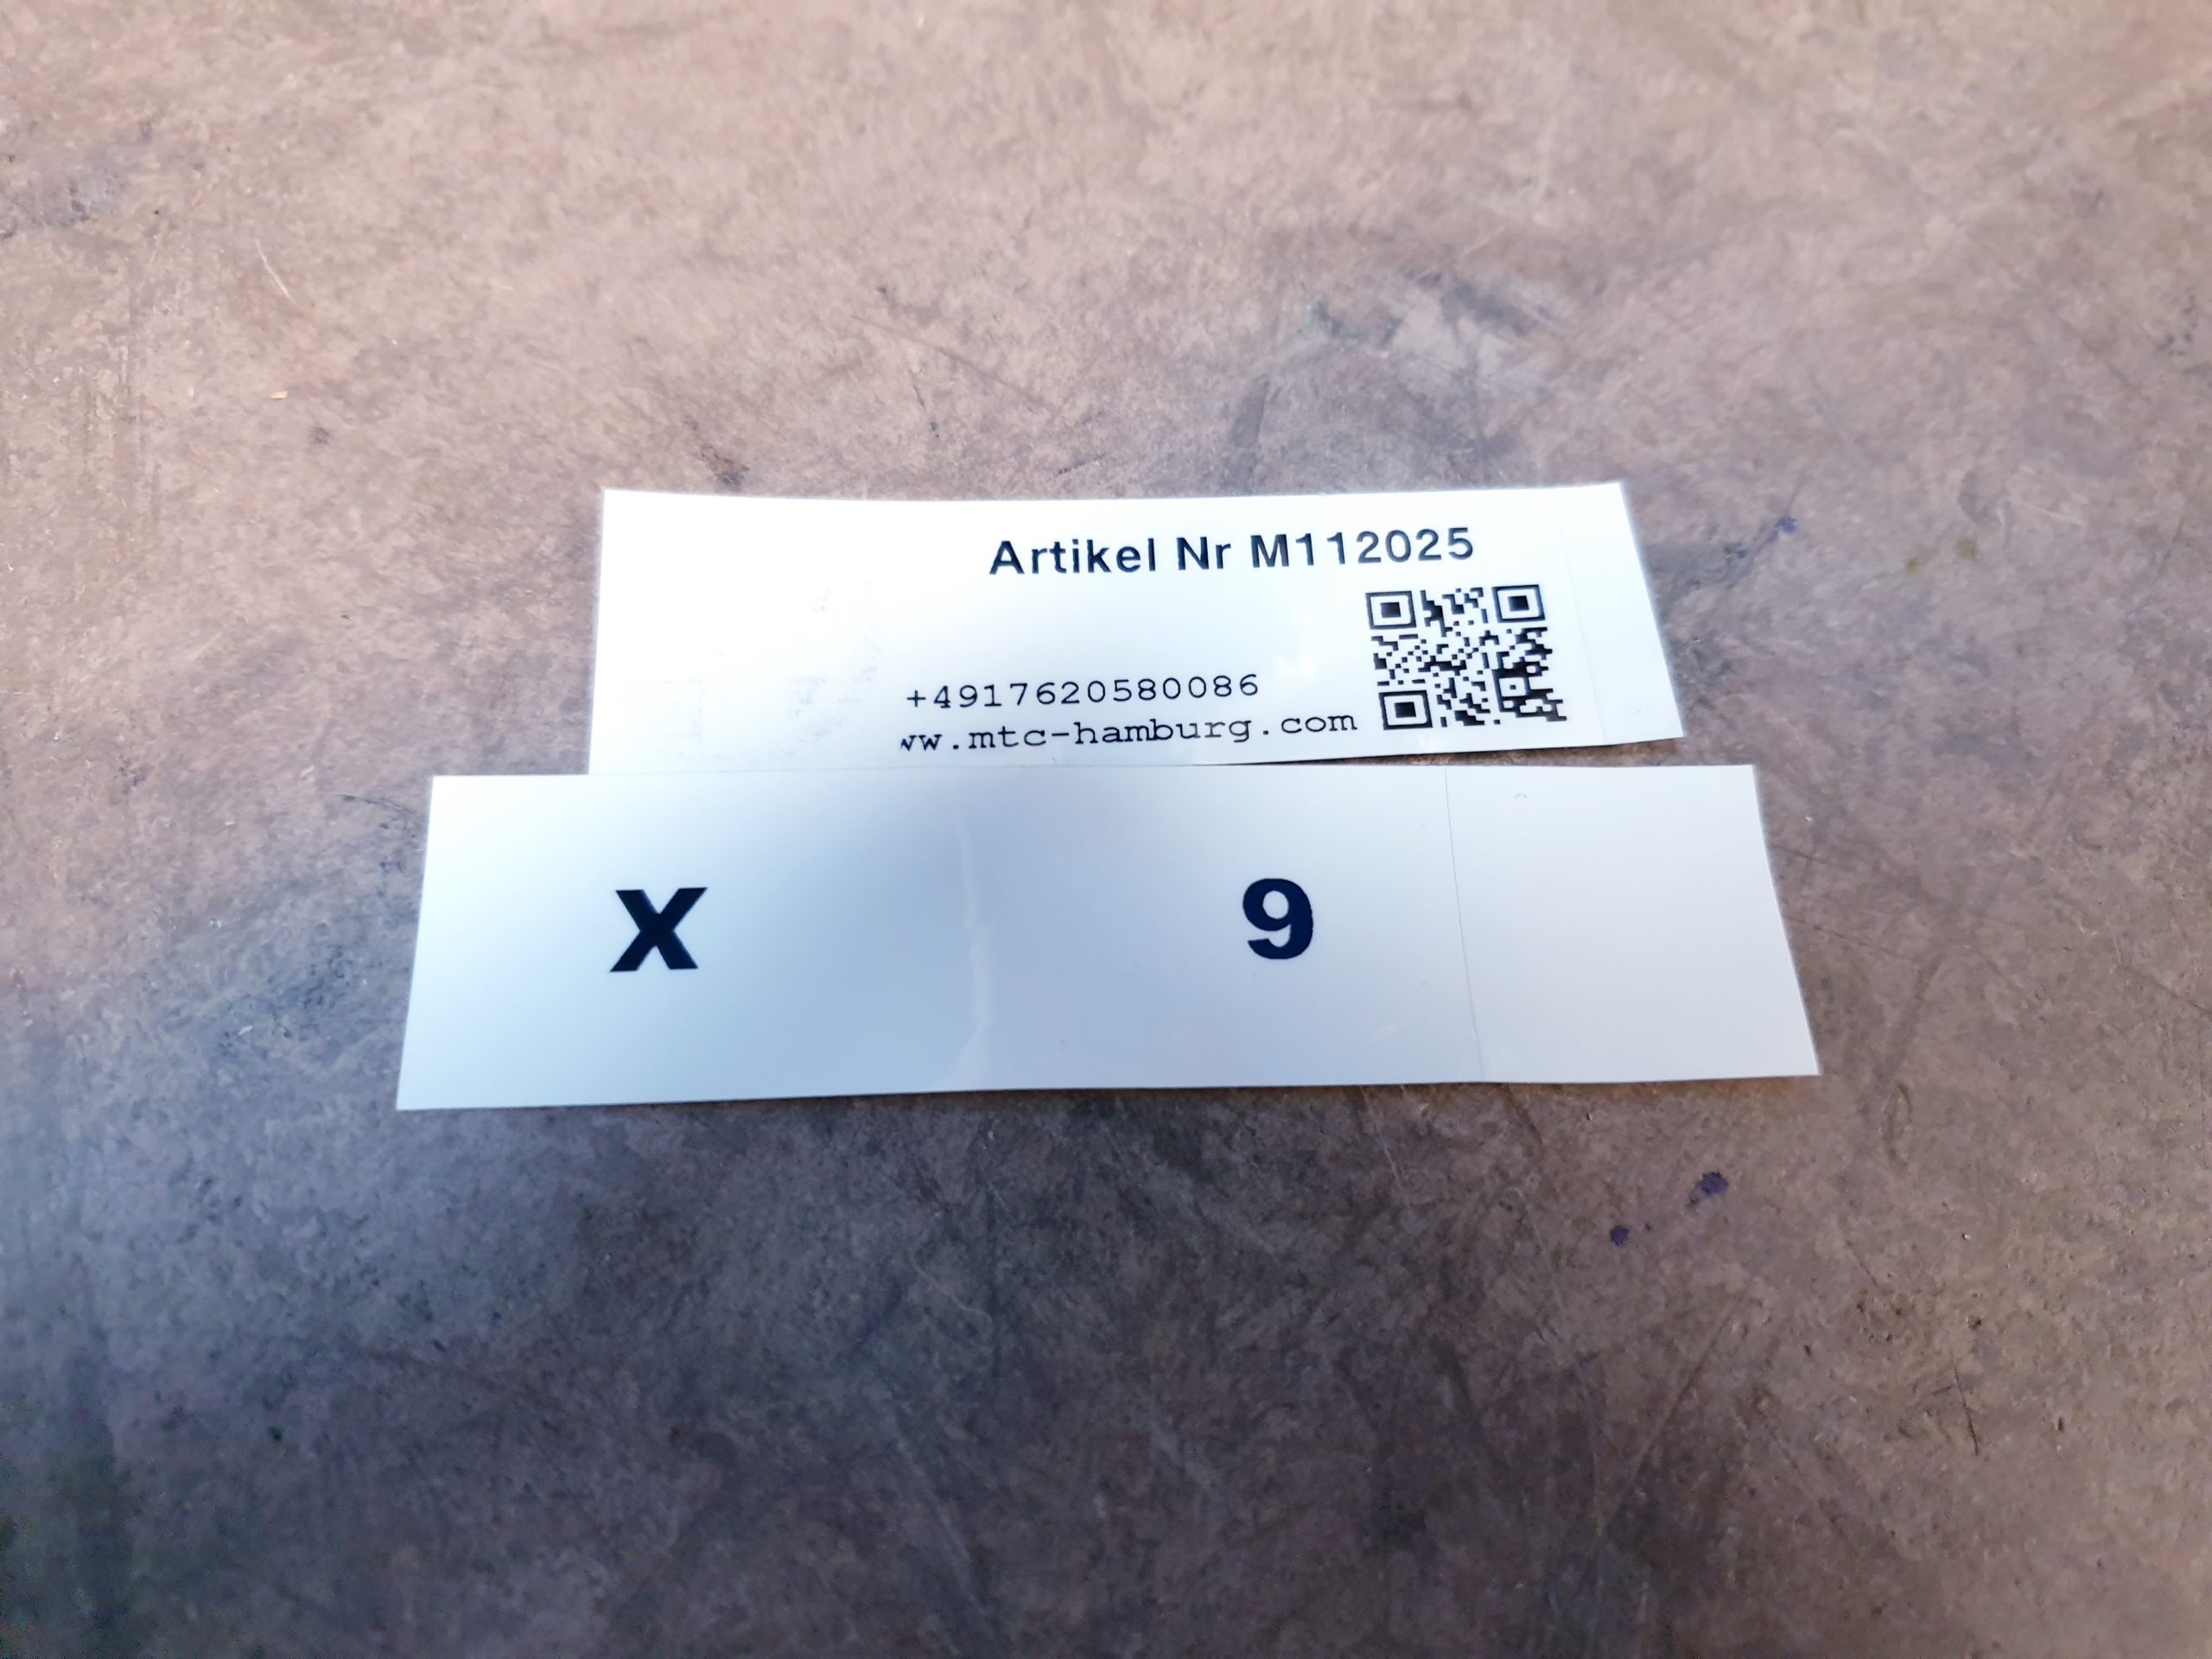 Artikel Nr M112025
+4917620580086
ww.mtc-hamburg.com
X 9